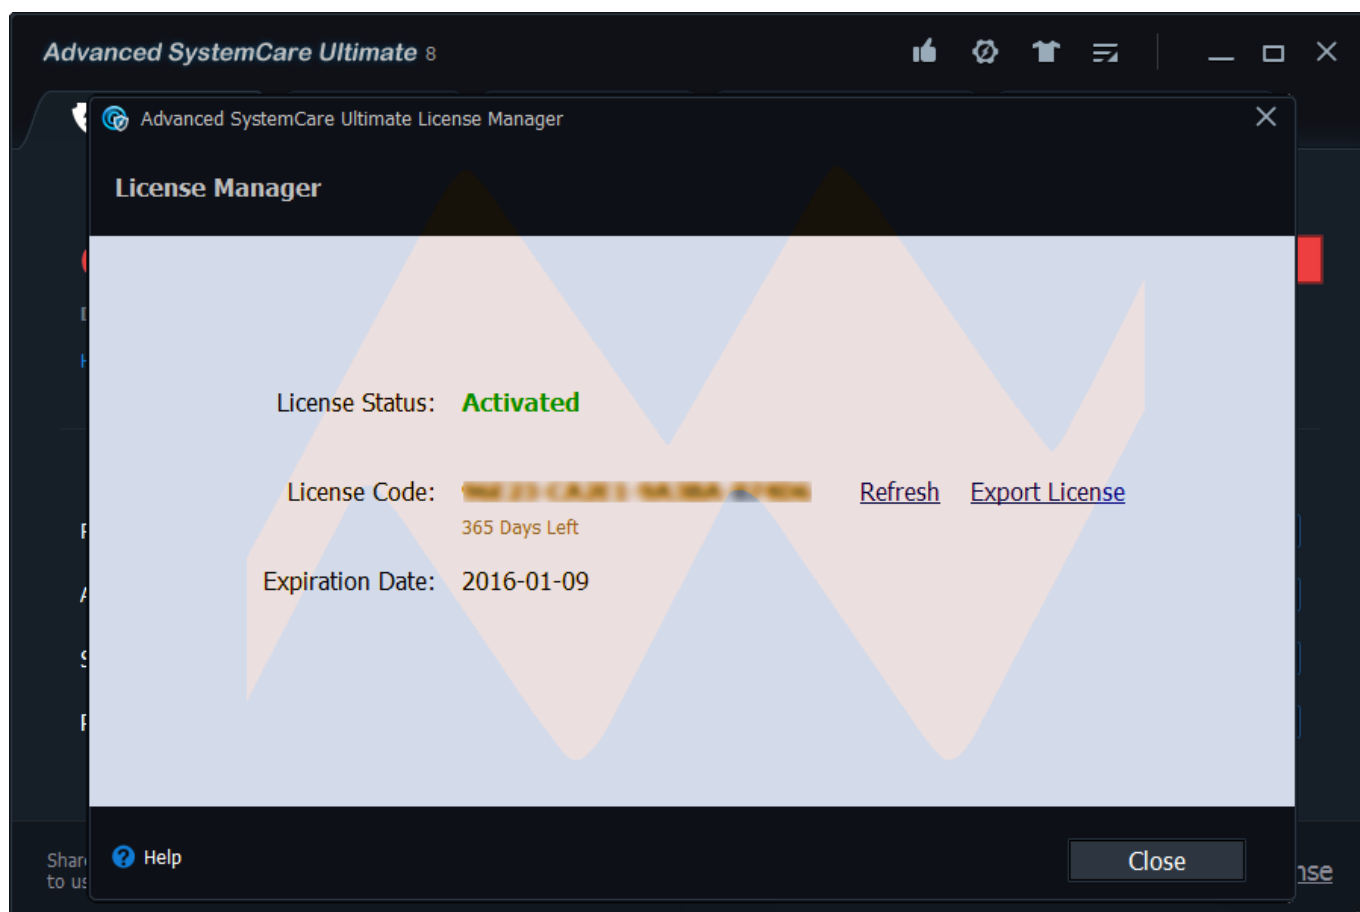 Advanced SystemCare Ultimate 8
Advanced SystemCare Ultimate License Manager
License Manager
License Status: Activated
License Code: Refresh Export License
365 Days Left
Expiration Date: 2016-01-09
Help
Close
to